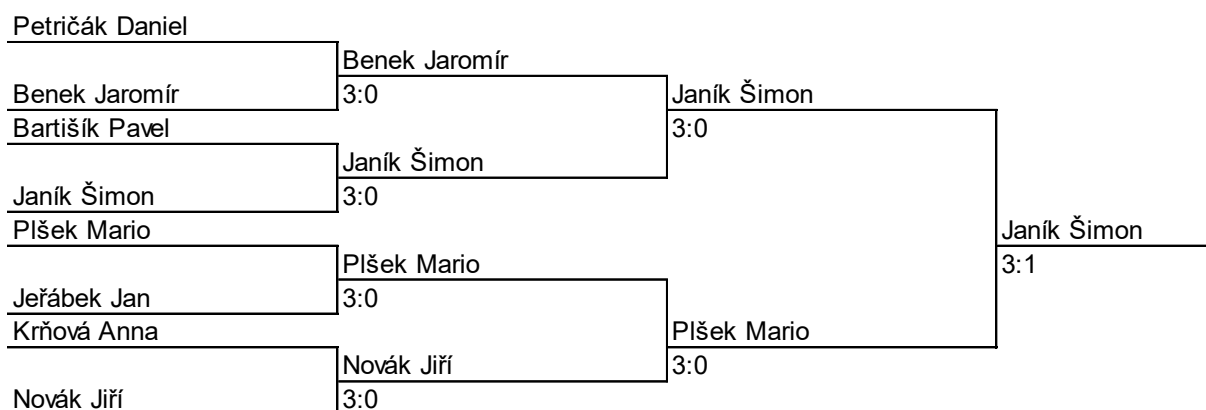 Petričák Daniel
Benek Jaromír
Benek Jaromír
3:0
Janík Šimon
Bartišík Pavel
3:0
Janík Šimon
Janík Šimon
3:0
Plšek Mario
Janík Šimon
Plšek Mario
3:1
Jeřábek Jan
3:0
Krňová Anna
Plšek Mario
Novák Jiří
3:0
Novák Jiří
3:0